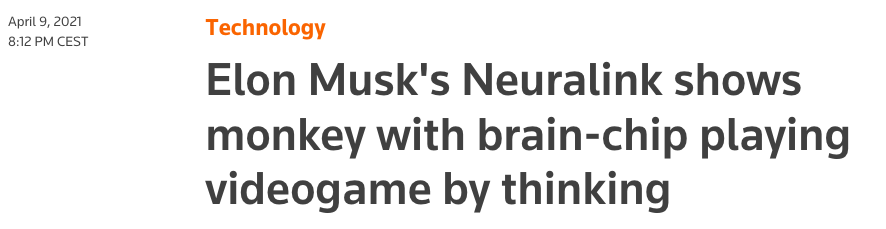 April 9, 2021
8:12 PM CEST
Technology
Elon Musk's Neuralink shows
monkey with brain-chip playing
videogame by thinking